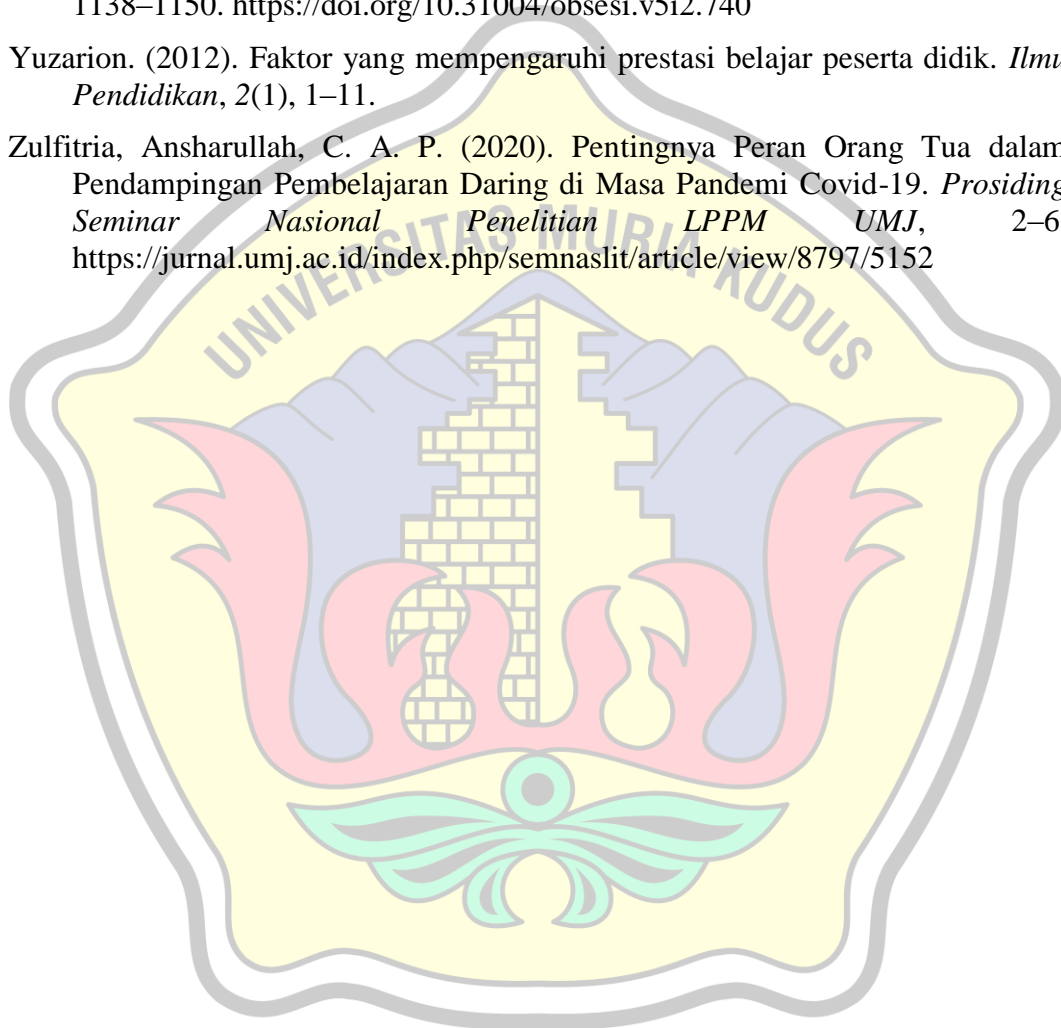 1138–1150. https://doi.org/10.31004/obsesi.v5i2.740
Yuzarion. (2012). Faktor yang mempengaruhi prestasi belajar peserta didik. Ilmu
Pendidikan, 2(1), 1–11.
Zulfitria, Ansharullah, C. A. P. (2020). Pentingnya Peran Orang Tua dalam
Pendampingan Pembelajaran Daring di Masa Pandemi Covid-19. Prosiding
Seminar Nasional Penelitian LPPM UMJ, 2–6
https://jurnal.umj.ac.id/index.php/semnaslit/article/view/8797/5152
UNIVERSITAS MURIA KUDUS